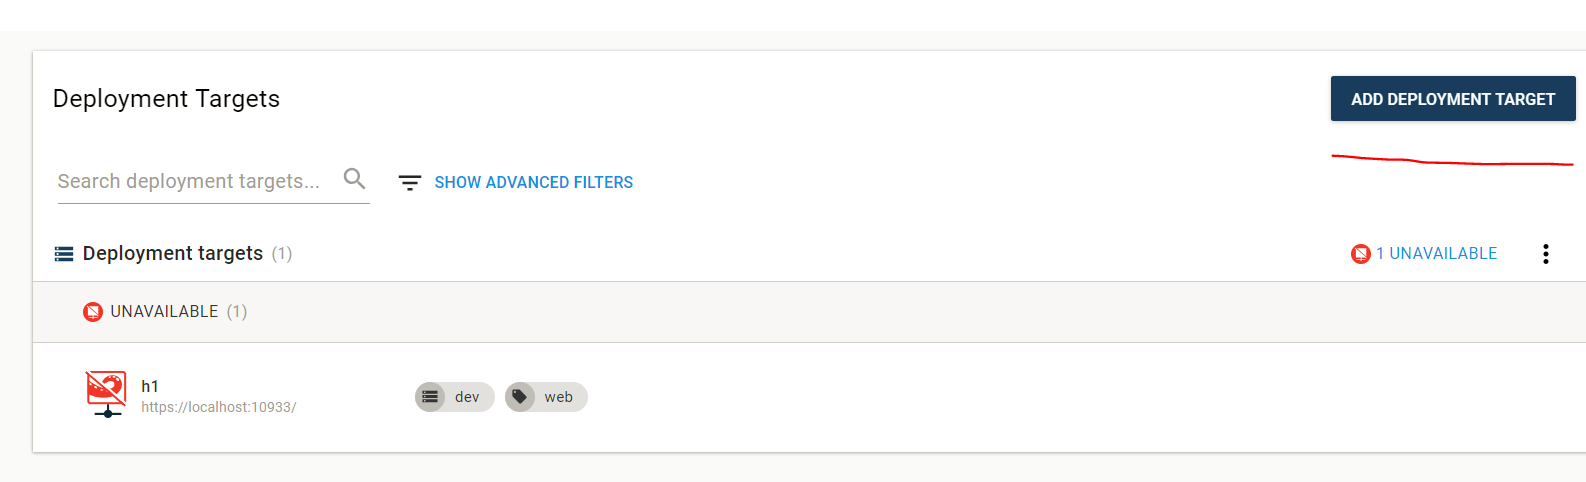 Deployment Targets
ADD DEPLOYMENT TARGET
Search deployment targets...
SHOW ADVANCED FILTERS
Deployment targets (1)
1 UNAVAILABLE
UNAVAILABLE (1)
h1
https://localhost:10933/
dev
web